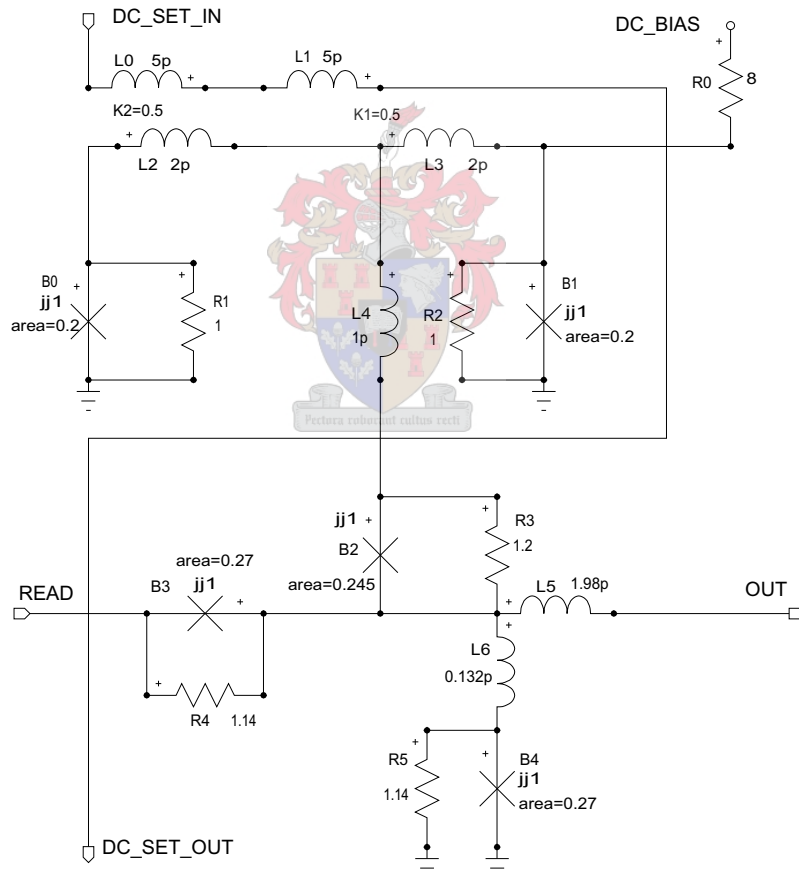 DC_SET_IN
DC_BIAS
L0 5p
L1 5p
R0 8
K2=0.5
K1=0.5
L2 2p
L3 2p
B0
jj1
area=0.2
R1
1
L4
1p
R2
1
B1
jj1
area=0.2
Pectora roborant cultus recti
jj1
B2
area=0.245
R3
1.2
area=0.27
B3
jj1
READ
L5 1.98p
OUT
L6
0.132p
R4 1.14
R5
1.14
B4
jj1
area=0.27
DC_SET_OUT